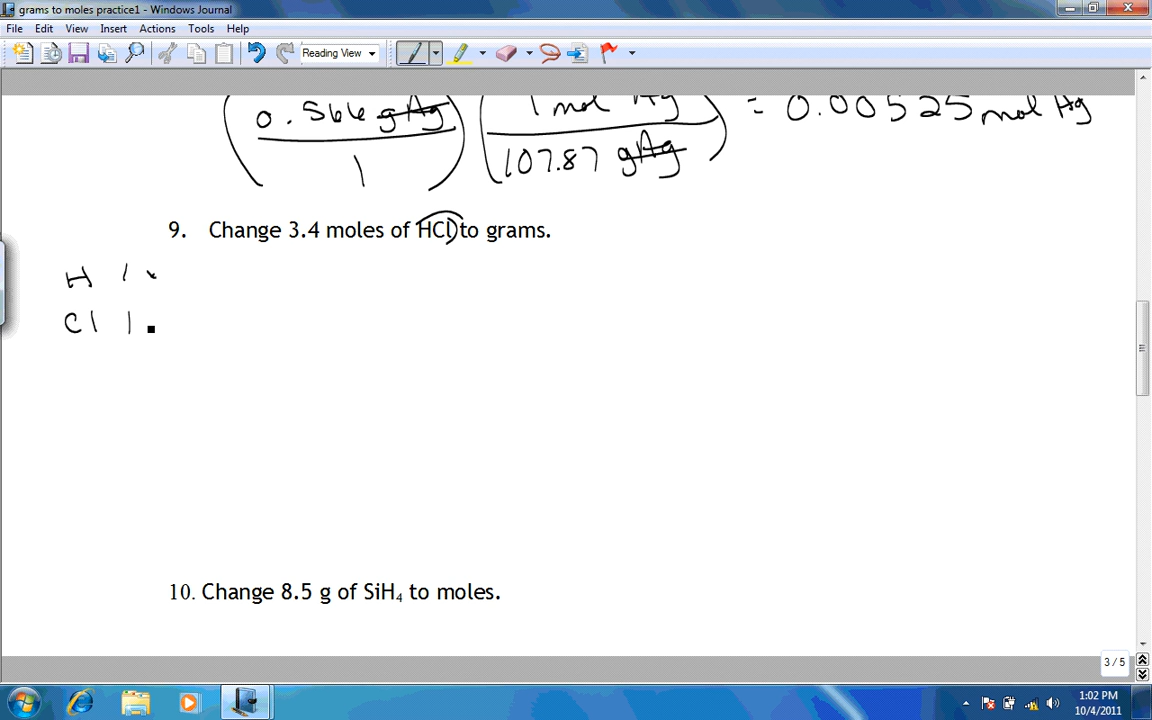 grams to moles practice1 - Windows Journal
File Edit View Insert Actions Tools Help
Reading View
0.566 gAg 1 mol Ag = 0.00525 mol Ag
1 107.87 gAg
9. Change 3.4 moles of HCl to grams.
H 1 x
Cl 1
10. Change 8.5 g of SiH₄ to moles.
3 / 5
1:02 PM
10/4/2011